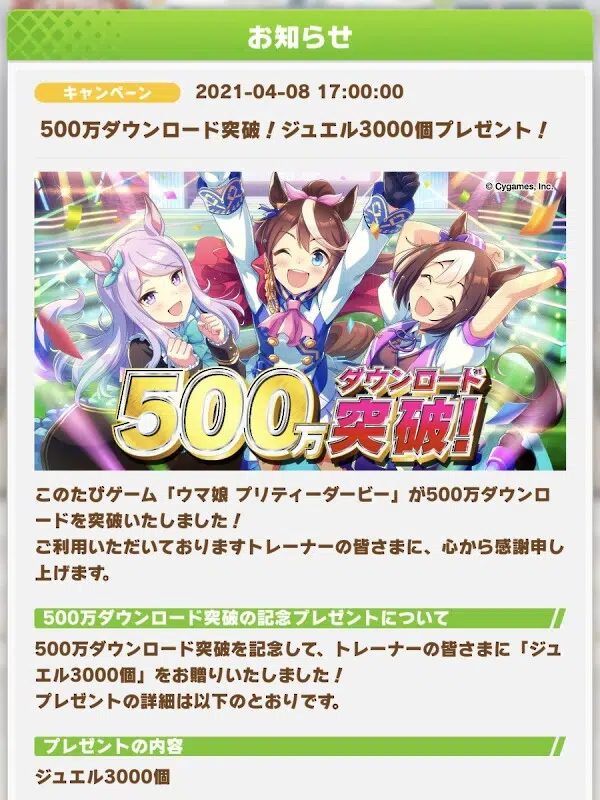 お知らせ
キャンペーン 2021-04-08 17:00:00
500万ダウンロード突破！ジュエル3000個プレゼント！
© Cygames, Inc.
500万ダウンロード突破！
このたびゲーム「ウマ娘 プリティーダービー」が500万ダウンロ
ードを突破いたしました！
ご利用いただいておりますトレーナーの皆さまに、心から感謝申し
上げます。
500万ダウンロード突破の記念プレゼントについて
500万ダウンロード突破を記念して、トレーナーの皆さまに「ジュ
エル3000個」をお贈りいたしました！
プレゼントの詳細は以下のとおりです。
プレゼントの内容
ジュエル3000個